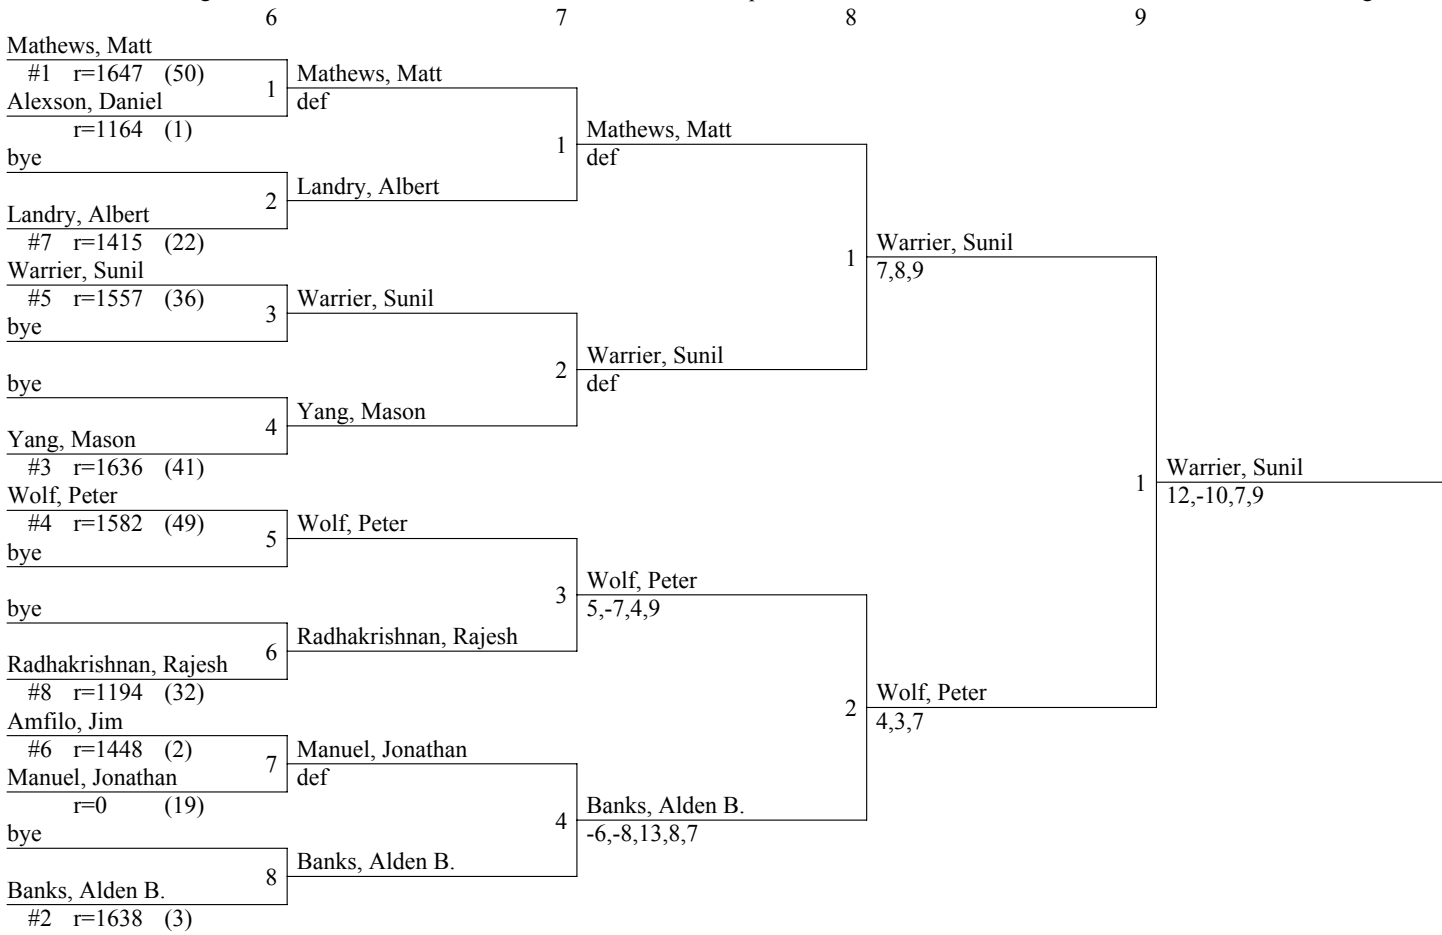 6 7 8 9
Mathews, Matt
#1 r=1647 (50)
1
Mathews, Matt
def
Alexson, Daniel
r=1164 (1)
1
Mathews, Matt
def
bye
2
Landry, Albert
Landry, Albert
#7 r=1415 (22)
1
Warrier, Sunil
7,8,9
Warrier, Sunil
#5 r=1557 (36)
3
Warrier, Sunil
bye
2
Warrier, Sunil
def
bye
4
Yang, Mason
Yang, Mason
#3 r=1636 (41)
1
Warrier, Sunil
12,-10,7,9
Wolf, Peter
#4 r=1582 (49)
5
Wolf, Peter
bye
3
Wolf, Peter
5,-7,4,9
bye
6
Radhakrishnan, Rajesh
Radhakrishnan, Rajesh
#8 r=1194 (32)
2
Wolf, Peter
4,3,7
Amfilo, Jim
#6 r=1448 (2)
7
Manuel, Jonathan
def
Manuel, Jonathan
r=0 (19)
4
Banks, Alden B.
-6,-8,13,8,7
bye
8
Banks, Alden B.
Banks, Alden B.
#2 r=1638 (3)